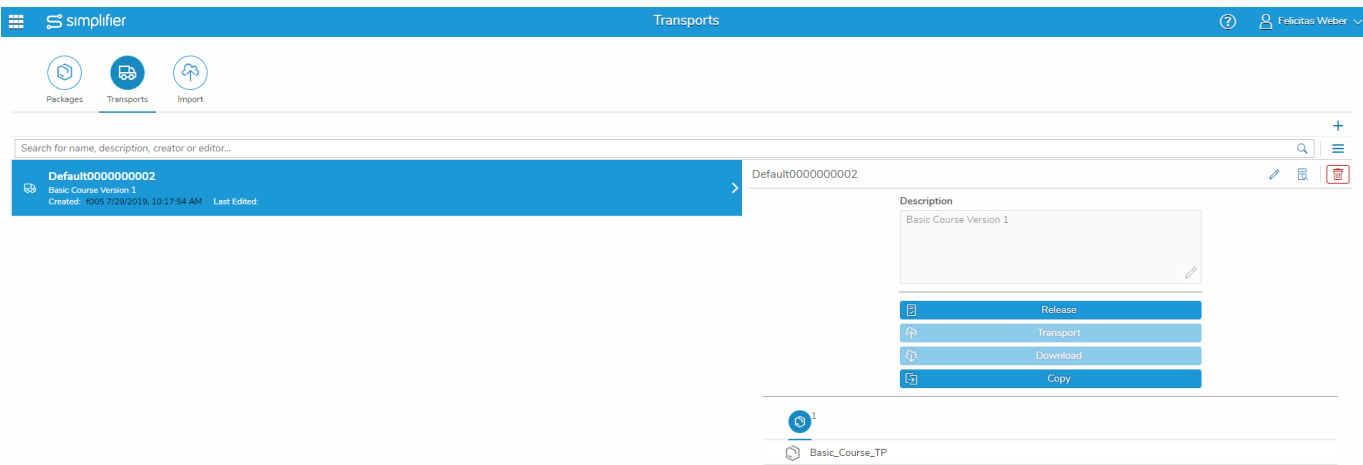 simplifier
Transports
Felicitas Weber
Packages
Transports
Import
Search for name, description, creator or editor...
Default0000000002
Basic Course Version 1
Created: f005 7/29/2019, 10:17:54 AM Last Edited:
Default0000000002
Description
Basic Course Version 1
Release
Transport
Download
Copy
1
Basic_Course_TP